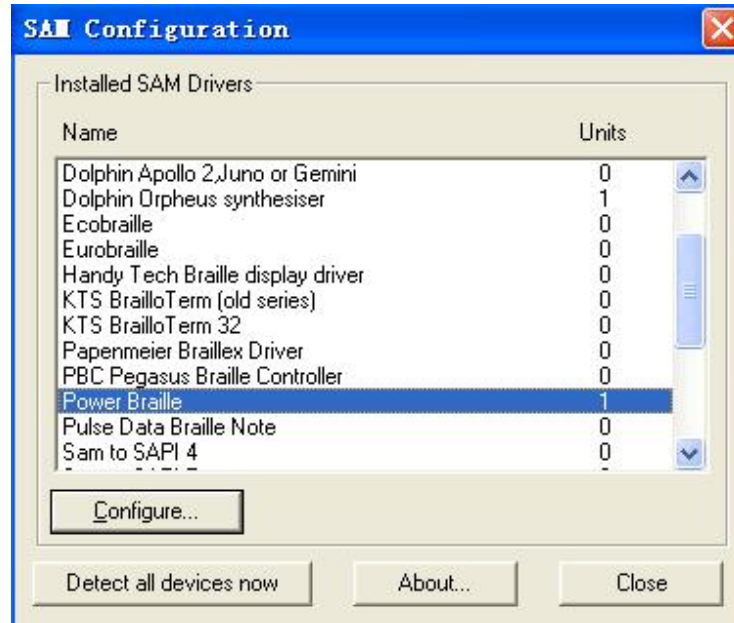 SAM Configuration
Installed SAM Drivers
Name Units
Dolphin Apollo 2,Juno or Gemini 0
Dolphin Orpheus synthesiser 1
Ecobraille 0
Eurobraille 0
Handy Tech Braille display driver 0
KTS BrailloTerm (old series) 0
KTS BrailloTerm 32 0
Papenmeier Braillex Driver 0
PBC Pegasus Braille Controller 0
Power Braille 1
Pulse Data Braille Note 0
Sam to SAPI 4 0
Configure...
Detect all devices now About... Close